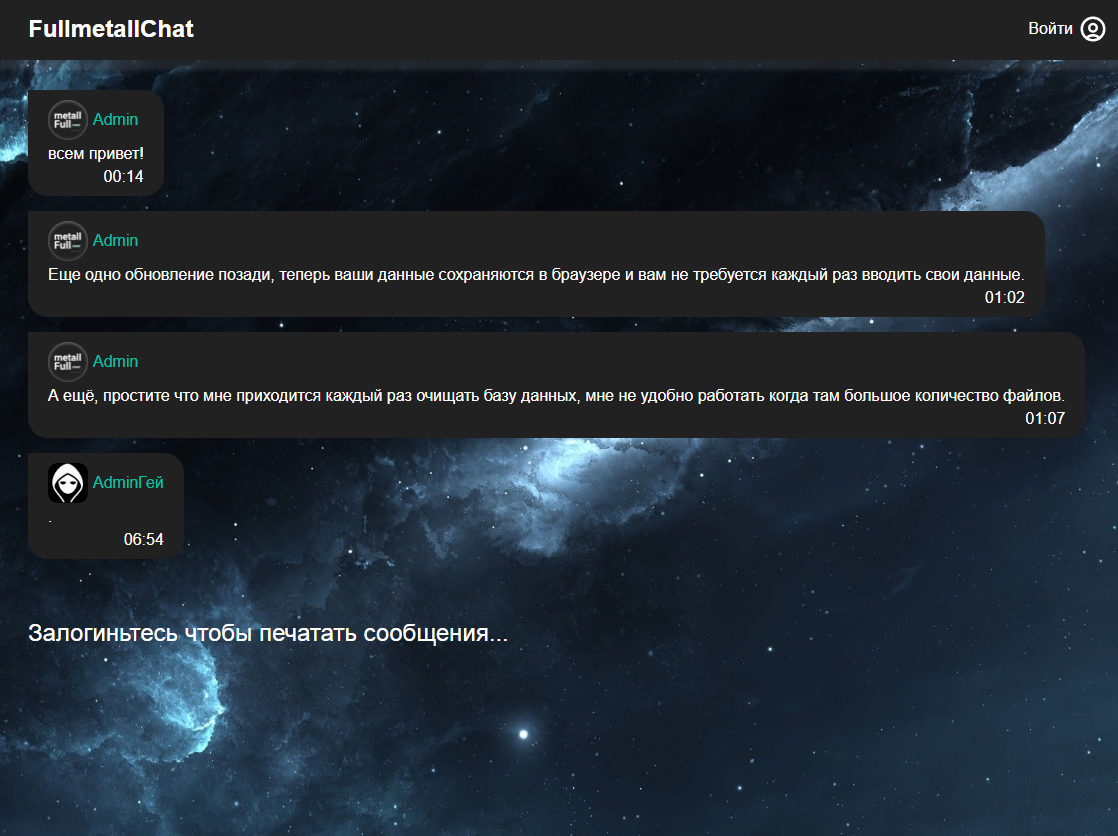 FullmetallChat
Войти
metall
Full
Admin
всем привет!
00:14
metall
Full
Admin
Еще одно обновление позади, теперь ваши данные сохраняются в браузере и вам не требуется каждый раз вводить свои данные.
01:02
metall
Full
Admin
А ещё, простите что мне приходится каждый раз очищать базу данных, мне не удобно работать когда там большое количество файлов.
01:07
AdminГей
.
06:54
Залогиньтесь чтобы печатать сообщения...